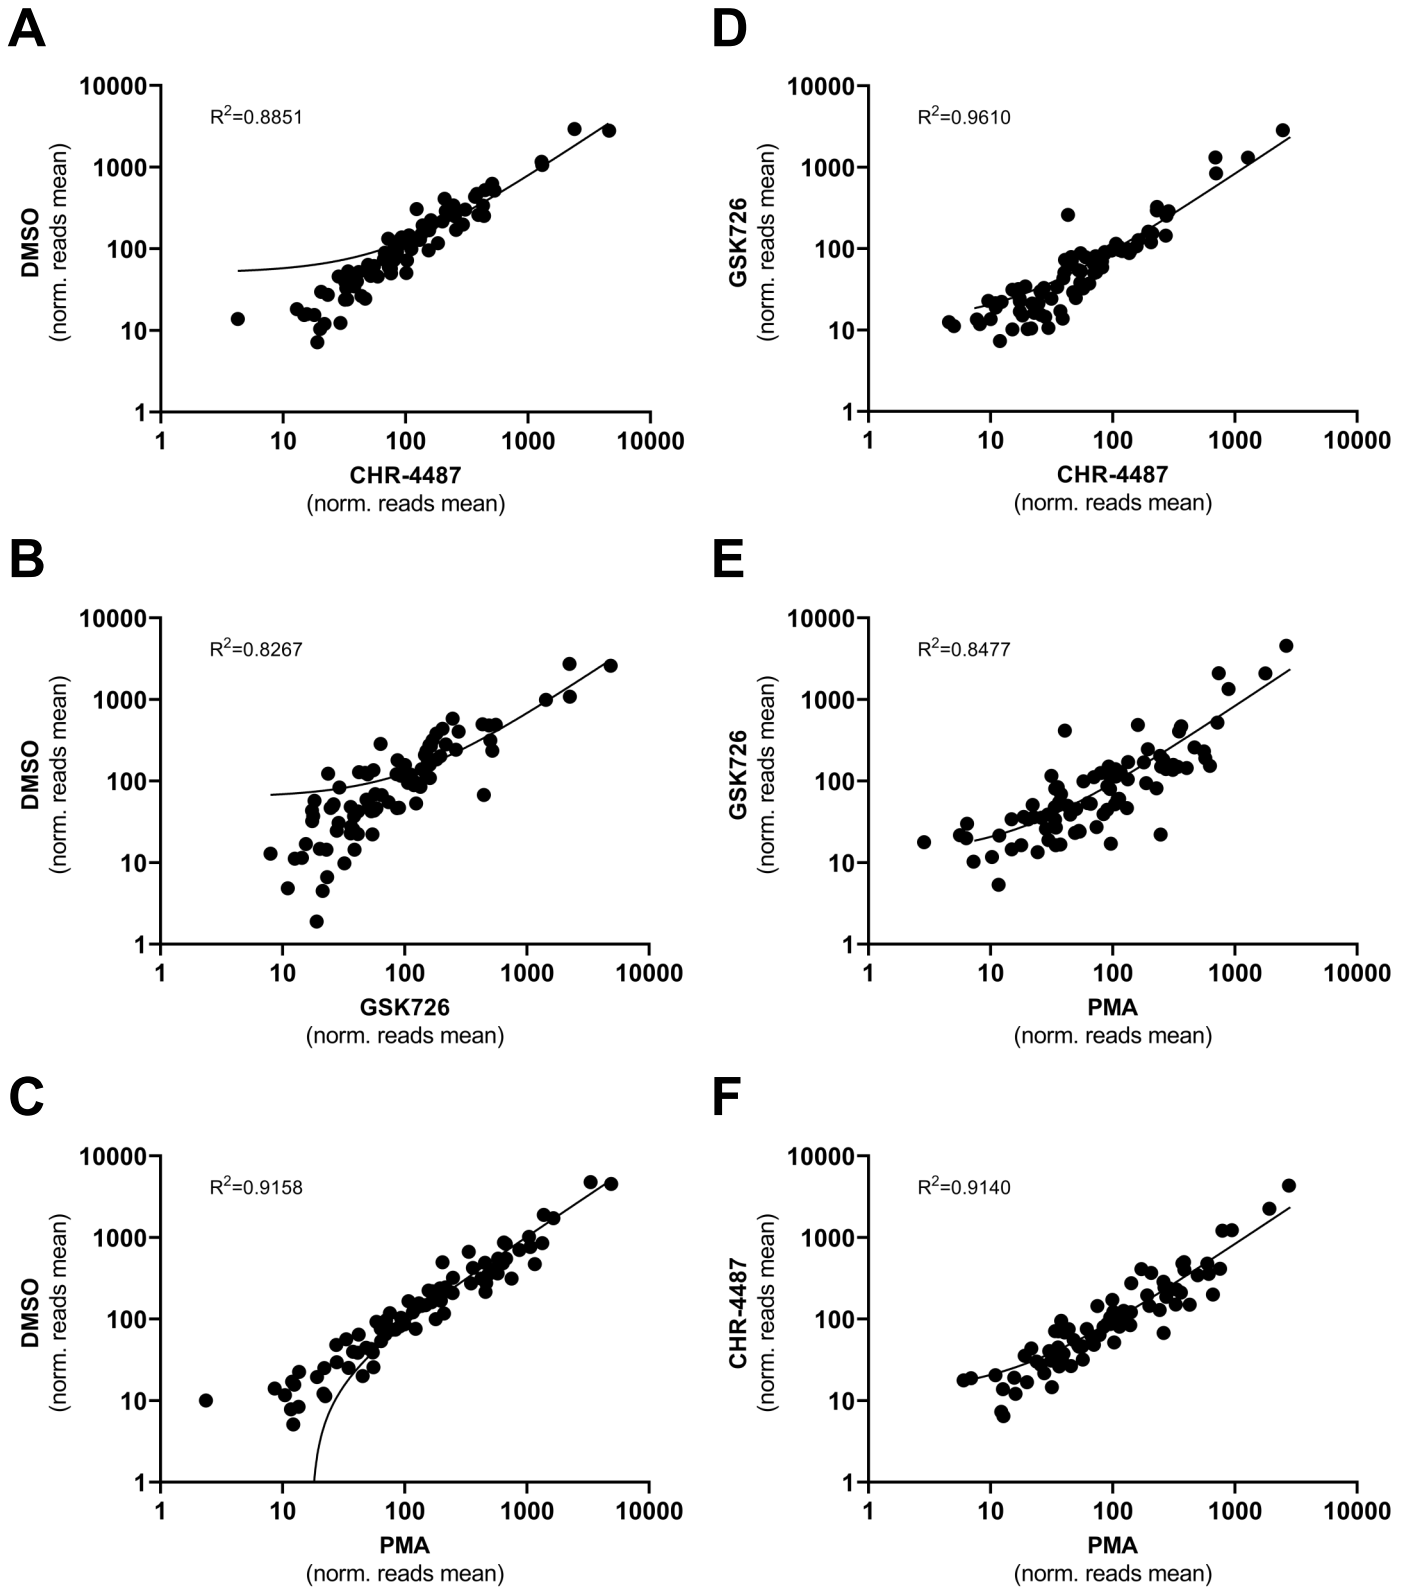 A
R2=0.8851
10000
1000
100
10
1
DMSO
(norm. reads mean)
1 10 100 1000 10000
CHR-4487
(norm. reads mean)
D
R2=0.9610
10000
1000
100
10
1
GSK726
(norm. reads mean)
1 10 100 1000 10000
CHR-4487
(norm. reads mean)
B
R2=0.8267
10000
1000
100
10
1
DMSO
(norm. reads mean)
1 10 100 1000 10000
GSK726
(norm. reads mean)
E
R2=0.8477
10000
1000
100
10
1
GSK726
(norm. reads mean)
1 10 100 1000 10000
PMA
(norm. reads mean)
C
R2=0.9158
10000
1000
100
10
1
DMSO
(norm. reads mean)
1 10 100 1000 10000
PMA
(norm. reads mean)
F
R2=0.9140
10000
1000
100
10
1
CHR-4487
(norm. reads mean)
1 10 100 1000 10000
PMA
(norm. reads mean)